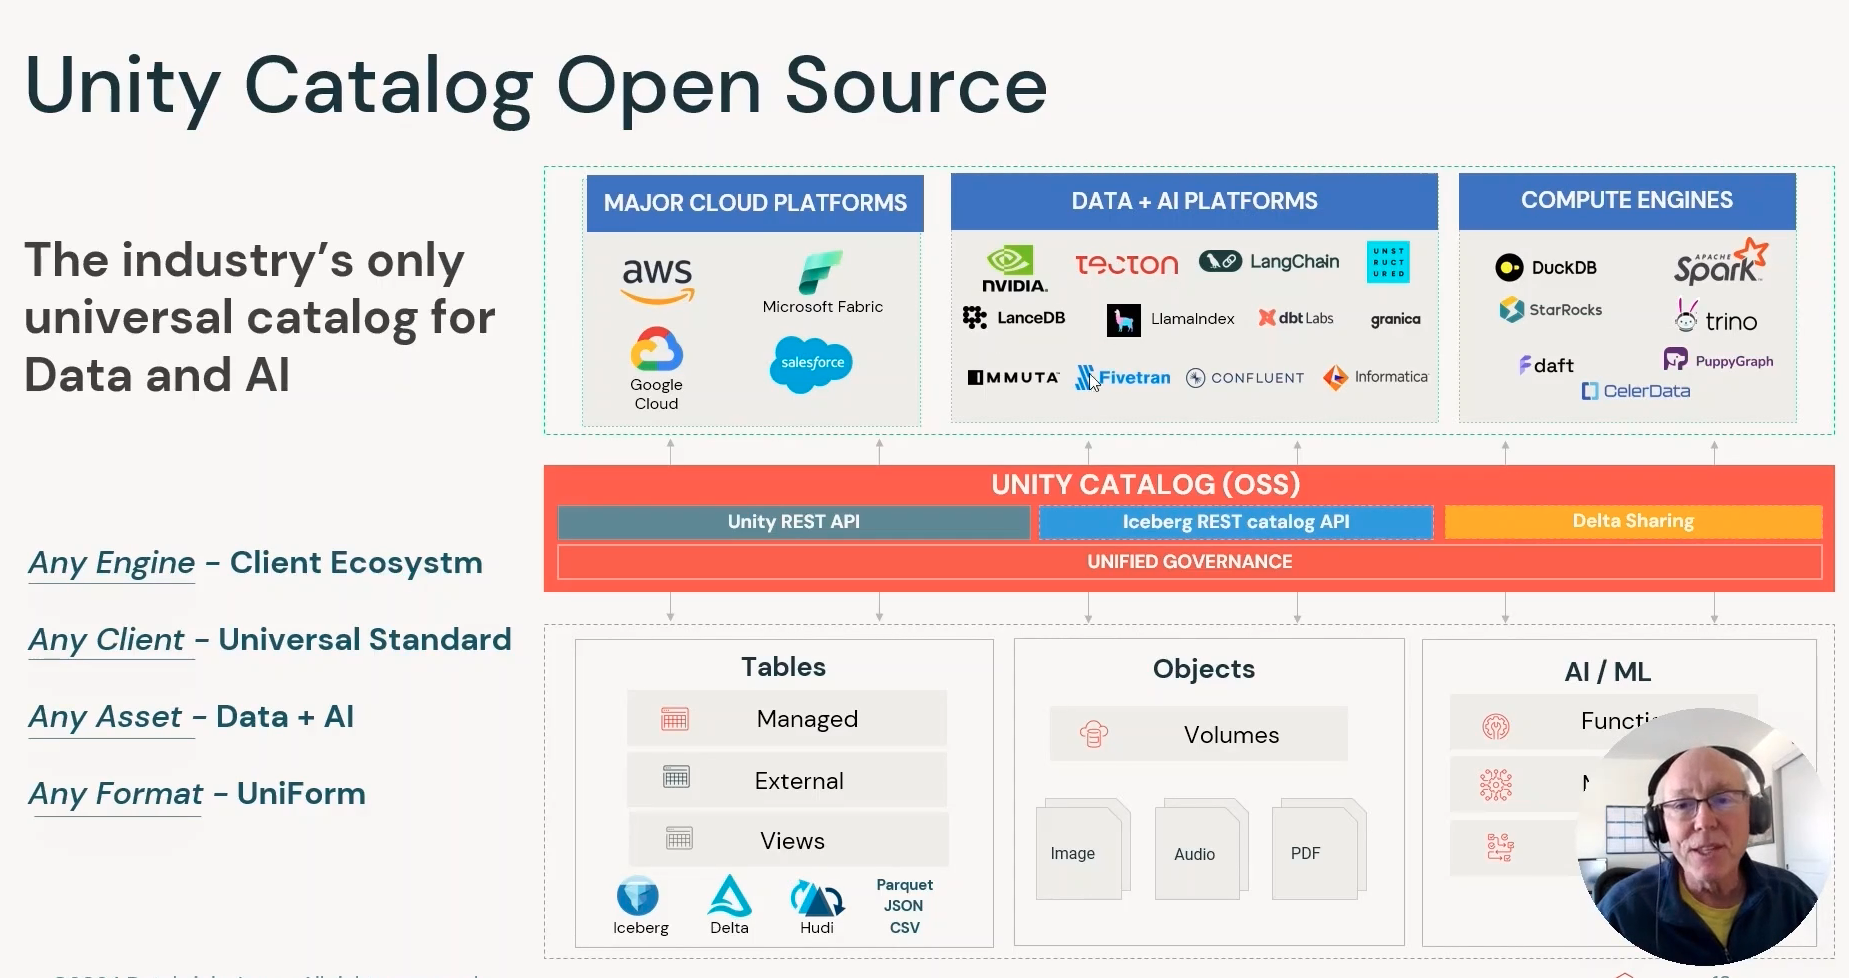 Unity Catalog Open Source
The industry's only
universal catalog for
Data and AI
Any Engine - Client Ecosystm
Any Client - Universal Standard
Any Asset - Data + AI
Any Format - UniForm
MAJOR CLOUD PLATFORMS
aws
Microsoft Fabric
Google
Cloud
salesforce
DATA + AI PLATFORMS
NVIDIA.
TECTON
LangChain
UNST
RUCT
URED
LanceDB
LlamaIndex
dbt Labs
granica
IMMUTA
Fivetran
CONFLUENT
Informatica
COMPUTE ENGINES
DuckDB
APACHE
Spark
StarRocks
trino
daft
PuppyGraph
CelerData
UNITY CATALOG (OSS)
Unity REST API
Iceberg REST catalog API
Delta Sharing
UNIFIED GOVERNANCE
Tables
Managed
External
Views
Iceberg
Delta
Hudi
Parquet
JSON
CSV
Objects
Volumes
Image
Audio
PDF
AI / ML